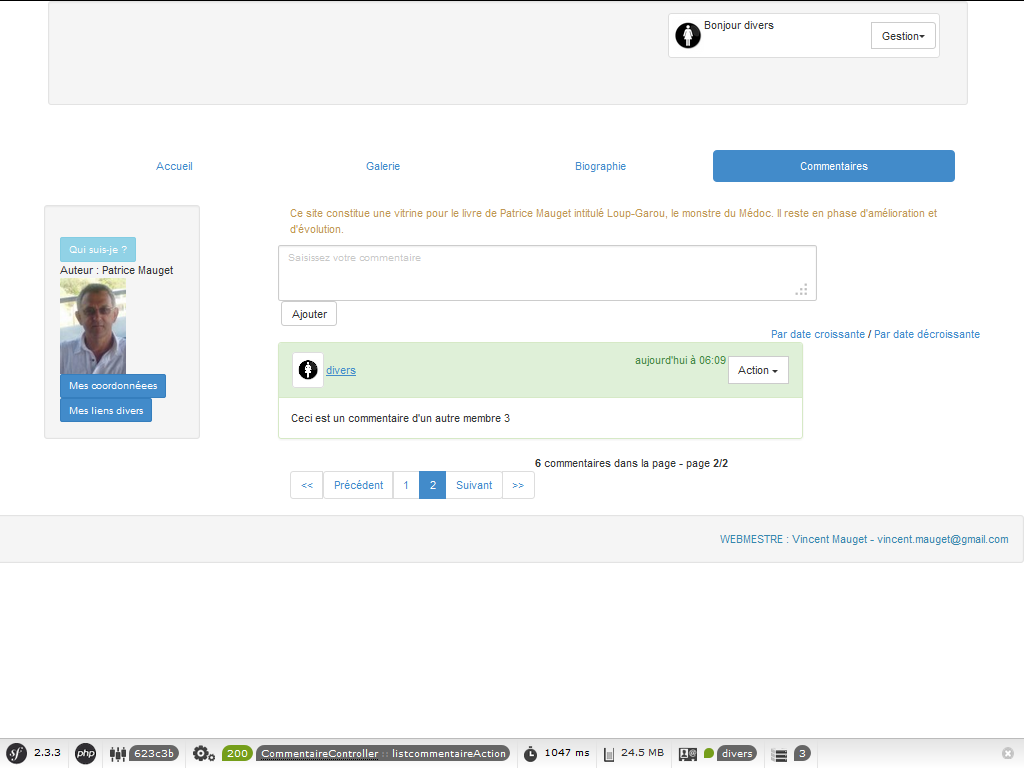 Bonjour divers
Gestion
Accueil
Galerie
Biographie
Commentaires
Qui suis-je ?
Auteur : Patrice Mauget
Mes coordonnéees
Mes liens divers
Ce site constitue une vitrine pour le livre de Patrice Mauget intitulé Loup-Garou, le monstre du Médoc. Il reste en phase d'amélioration et
d'évolution.
Saisissez votre commentaire
Ajouter
Par date croissante / Par date décroissante
divers
aujourd'hui à 06:09
Action
Ceci est un commentaire d'un autre membre 3
6 commentaires dans la page - page 2/2
<< Précédent 1 2 Suivant >>
WEBMESTRE : Vincent Mauget - vincent.mauget@gmail.com
sf 2.3.3 php 623c3b 200 CommentaireController :: listcommentaireAction 1047 ms 24.5 MB divers 3